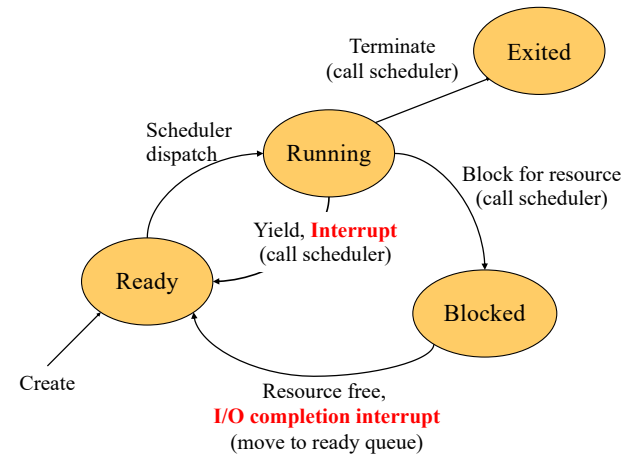 Terminate
(call scheduler)
Exited
Scheduler
dispatch
Running
Block for resource
(call scheduler)
Yield, Interrupt
(call scheduler)
Ready
Blocked
Create
Resource free,
I/O completion interrupt
(move to ready queue)